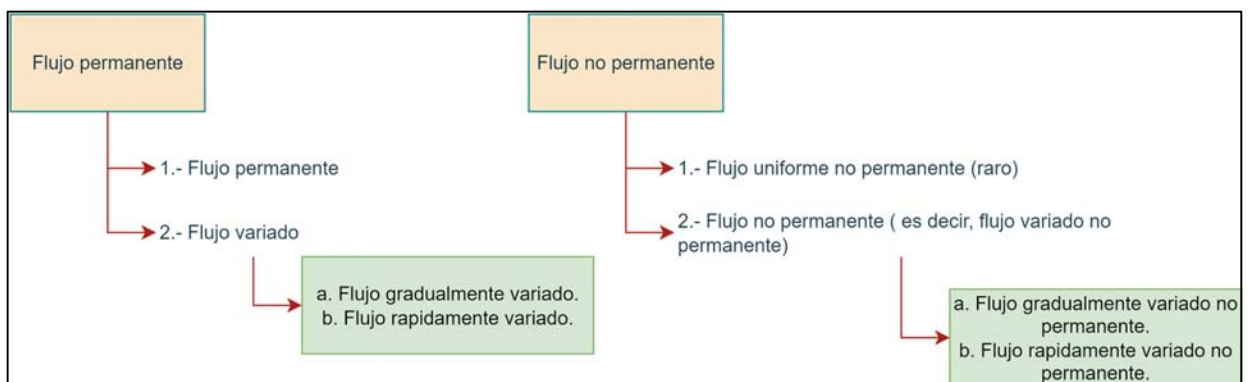 Flujo permanente
1.- Flujo permanente
2.- Flujo variado
a. Flujo gradualmente variado.
b. Flujo rapidamente variado.
Flujo no permanente
1.- Flujo uniforme no permanente (raro)
2.- Flujo no permanente ( es decir, flujo variado no
permanente)
a. Flujo gradualmente variado no
permanente.
b. Flujo rapidamente variado no
permanente.